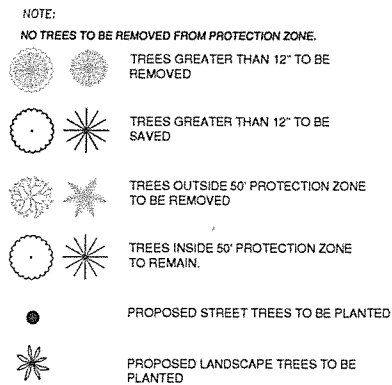 NOTE:
NO TREES TO BE REMOVED FROM PROTECTION ZONE.
TREES GREATER THAN 12" TO BE
REMOVED
TREES GREATER THAN 12" TO BE
SAVED
TREES OUTSIDE 50' PROTECTION ZONE
TO BE REMOVED
TREES INSIDE 50' PROTECTION ZONE
TO REMAIN.
PROPOSED STREET TREES TO BE PLANTED
PROPOSED LANDSCAPE TREES TO BE
PLANTED